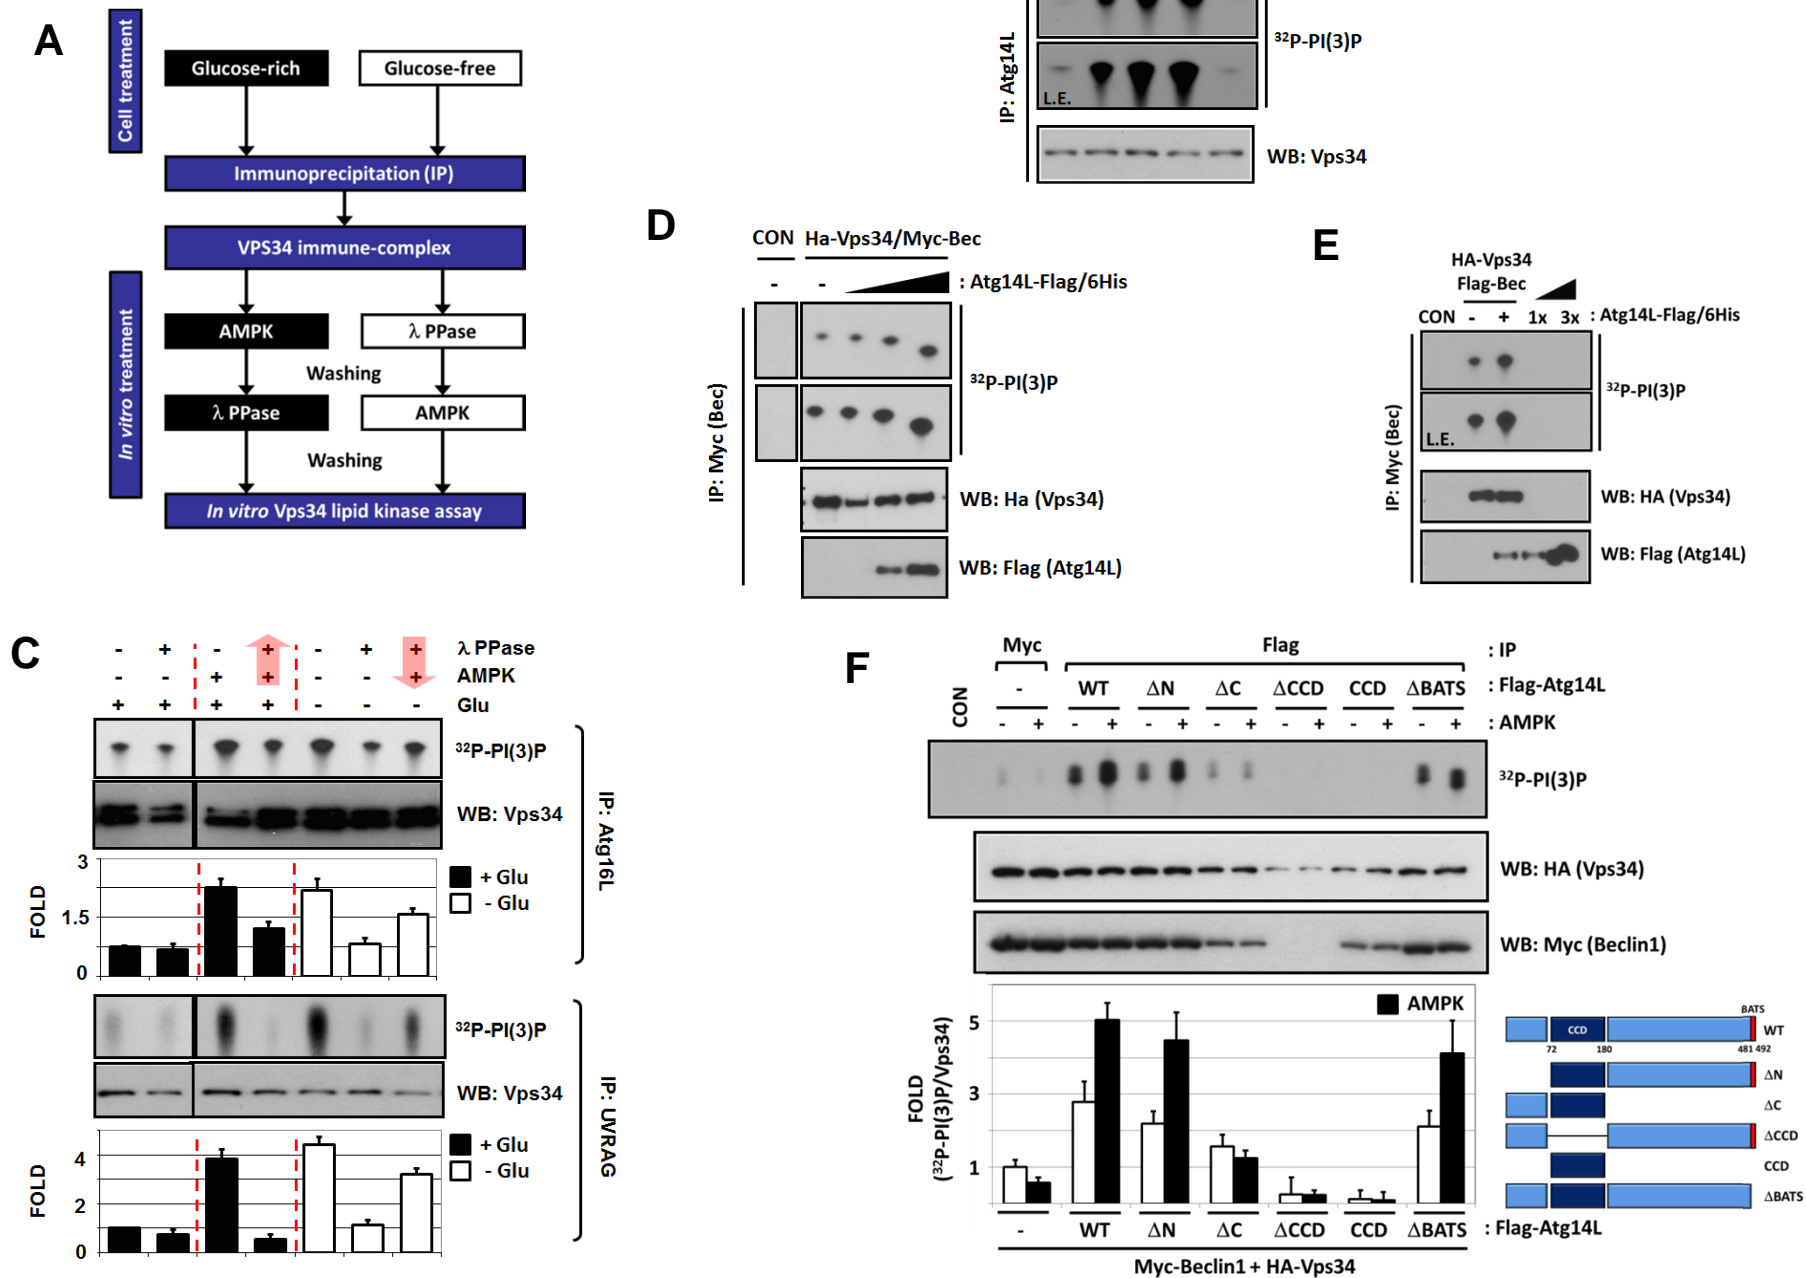 A
Cell treatment
Glucose-rich
Glucose-free
Immunoprecipitation (IP)
VPS34 immune-complex
In vitro treatment
AMPK
λ PPase
Washing
λ PPase
AMPK
Washing
In vitro Vps34 lipid kinase assay
IP: Atg14L
L.E.
32P-PI(3)P
WB: Vps34
D
CON
Ha-Vps34/Myc-Bec
- - : Atg14L-Flag/6His
IP: Myc (Bec)
32P-PI(3)P
WB: Ha (Vps34)
WB: Flag (Atg14L)
E
HA-Vps34
Flag-Bec
CON - + 1x 3x : Atg14L-Flag/6His
IP: Myc (Bec)
L.E.
32P-PI(3)P
WB: HA (Vps34)
WB: Flag (Atg14L)
C
- + - + - + + λ PPase
- - + + - - + AMPK
+ + + + - - - Glu
32P-PI(3)P
WB: Vps34
IP: Atg16L
FOLD
3
1.5
0
+ Glu
- Glu
32P-PI(3)P
WB: Vps34
IP: UVRAG
FOLD
4
2
0
+ Glu
- Glu
F
Myc Flag : IP
CON
- WT ΔN ΔC ΔCCD CCD ΔBATS : Flag-Atg14L
- + - + - + - + - + - + - + : AMPK
32P-PI(3)P
WB: HA (Vps34)
WB: Myc (Beclin1)
FOLD
(32P-PI(3)P/Vps34)
5
3
1
AMPK
- WT ΔN ΔC ΔCCD CCD ΔBATS : Flag-Atg14L
Myc-Beclin1 + HA-Vps34
BATS
CCD WT
72 180 481 492
ΔN
ΔC
ΔCCD
CCD
ΔBATS